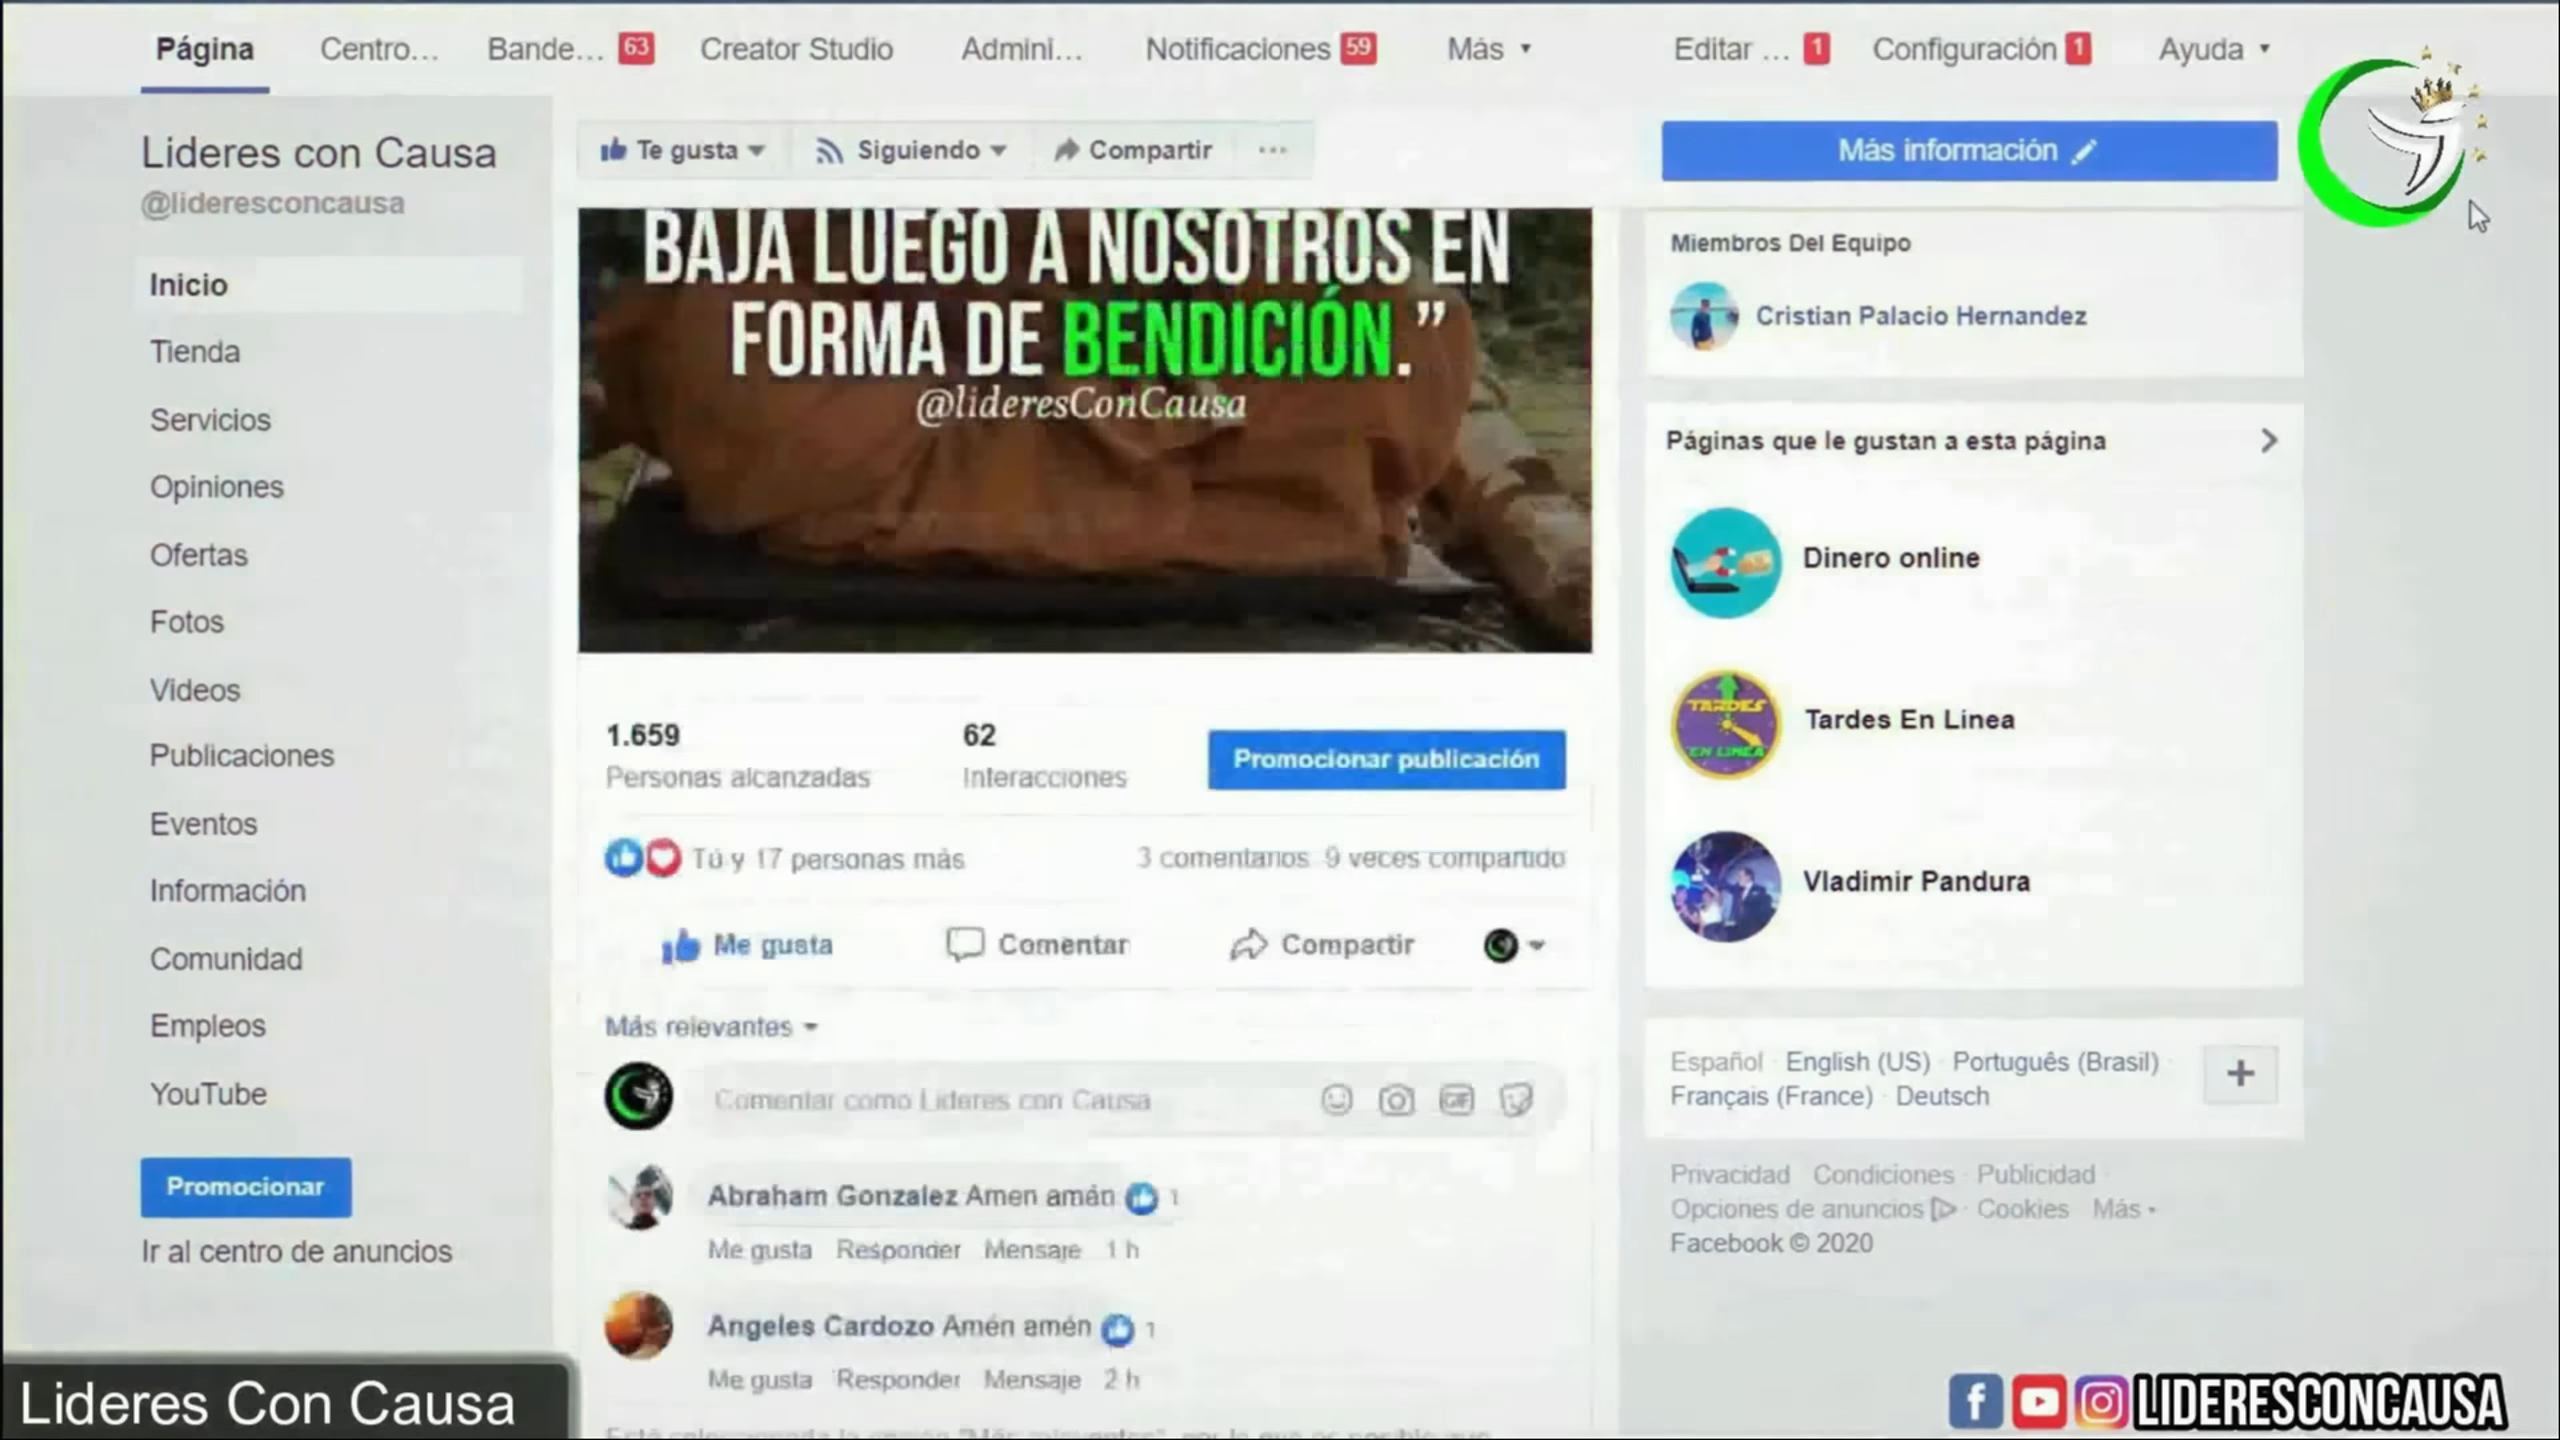 Página Centro... Bande... 63 Creator Studio Admini... Notificaciones 59 Más Editar ... 1 Configuración 1 Ayuda
Lideres con Causa
@lideresconcausa
Inicio
Tienda
Servicios
Opiniones
Ofertas
Fotos
Videos
Publicaciones
Eventos
Información
Comunidad
Empleos
YouTube
Promocionar
Ir al centro de anuncios
Te gusta Siguiendo Compartir ...
BAJA LUEGO A NOSOTROS EN
FORMA DE BENDICIÓN.”
@lideresConCausa
1.659 62
Personas alcanzadas Interacciones
Promocionar publicación
Tú y 17 personas más 3 comentarios 9 veces compartido
Me gusta Comentar Compartir
Más relevantes
Comentar como Lideres con Causa GIF
Abraham Gonzalez Amen amán 1
Me gusta Responder Mensaje 1 h
Angeles Cardozo Amén amén 1
Me gusta Responder Mensaje 2 h
Más información
Miembros Del Equipo
Cristian Palacio Hernandez
Páginas que le gustan a esta página
Dinero online
TARDES
EN LINEA
Tardes En Linea
Vladimir Pandura
Español · English (US) · Português (Brasil) ·
Français (France) · Deutsch
+
Privacidad · Condiciones · Publicidad ·
Opciones de anuncios · Cookies · Más
Facebook © 2020
Lideres Con Causa
LIDERESCONCAUSA